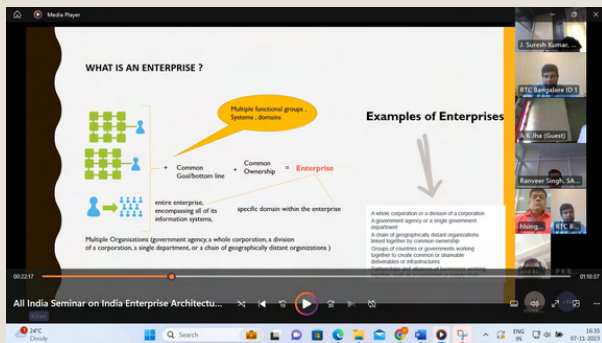 Media Player
WHAT IS AN ENTERPRISE ?
Multiple functional groups ,
Systems , domains
+ Common
Goal/bottom line
+ Common
Ownership
= Enterprise
entire enterprise,
encompassing all of its
information systems,
specific domain within the enterprise
Multiple Organisations (government agency, a whole corporation, a division
of a corporation, a single department, or a chain of geographically distant organizations )
Examples of Enterprises
A whole corporation or a division of a corporation
A government agency or a single government
department
A chain of geographically distant organizations
linked together by common ownership
Groups of countries or governments working
together to create common or shareable
deliverables or infrastructures
Partnerships and alliances of businesses working
J. Suresh Kumar, ...
RTC Bangalore ID 1
A K Jha (Guest)
Ranveer Singh, SA...
RTC B...
00:22:17
01:10:37
All India Seminar on India Enterprise Architectu...
24°C
Cloudy
Search
ENG
IN
16:35
07-11-2023